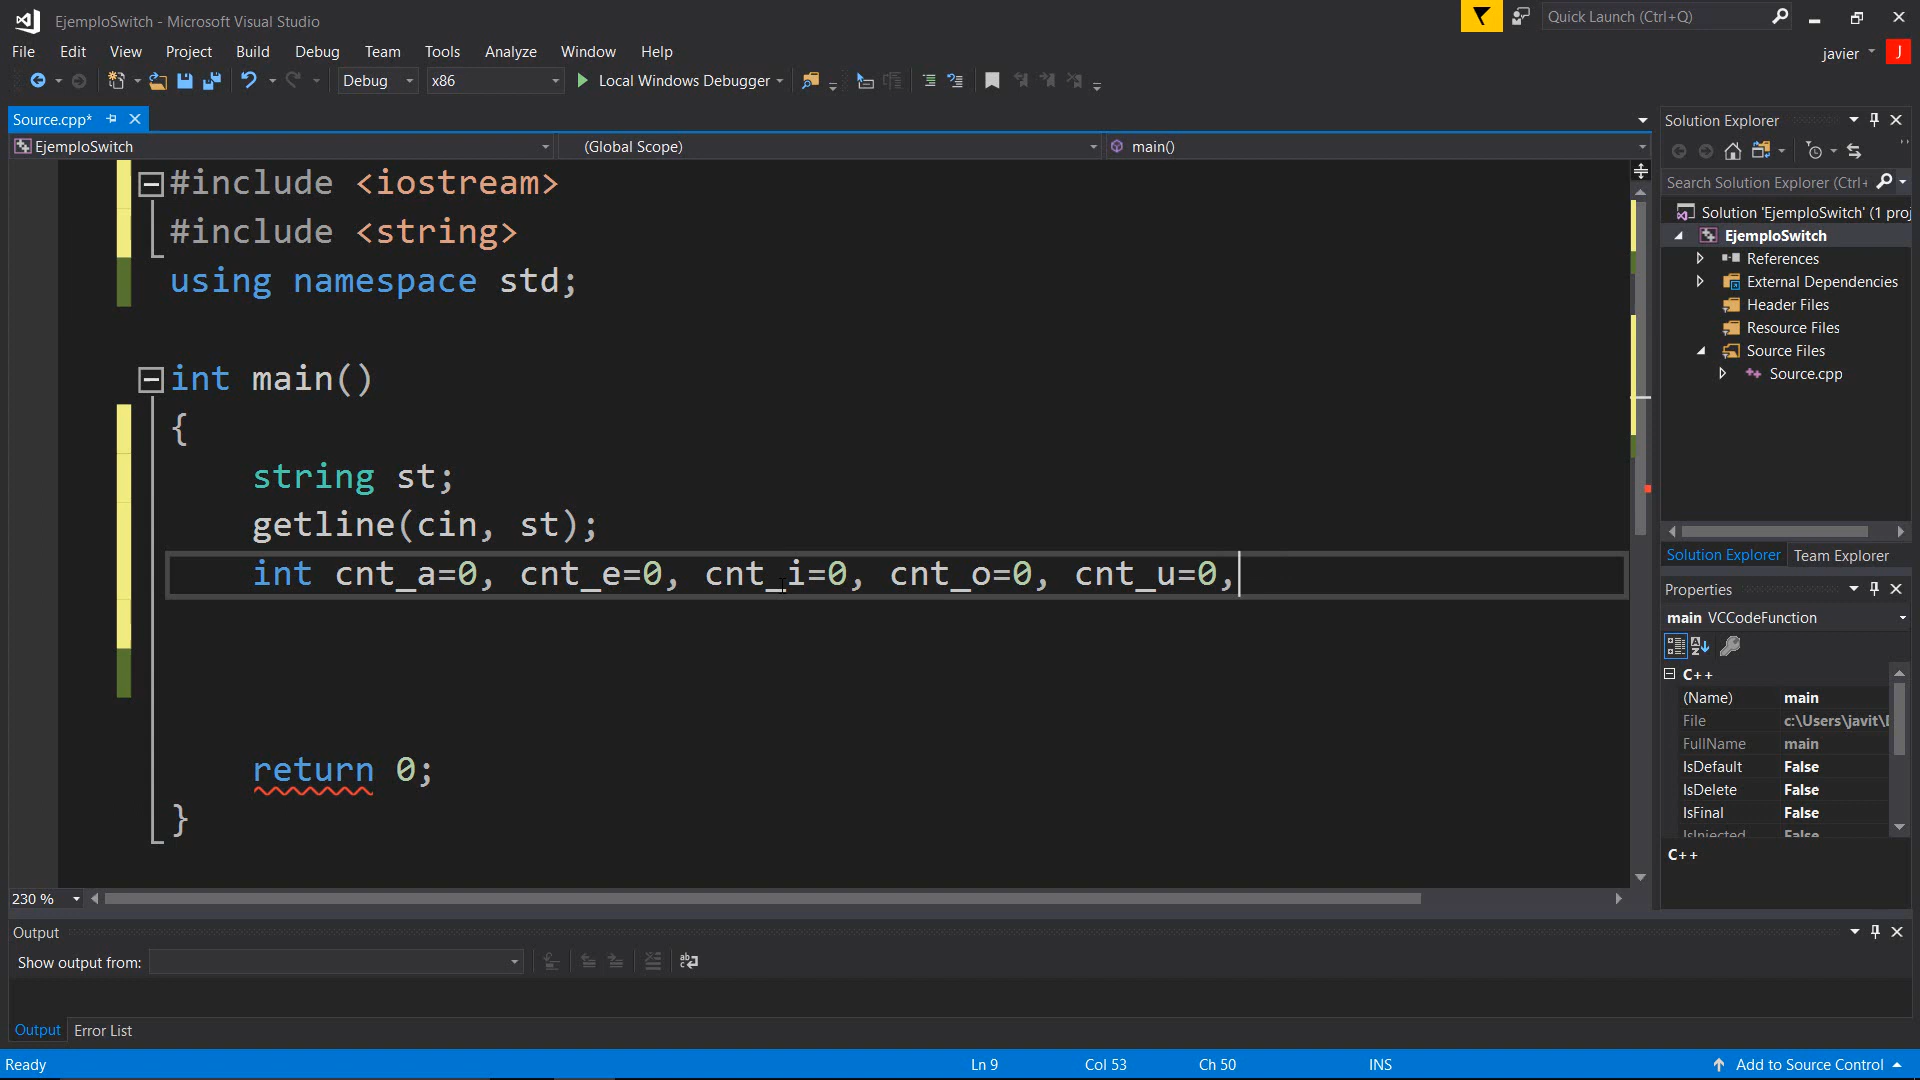 EjemploSwitch - Microsoft Visual Studio
Quick Launch (Ctrl+Q)
File Edit View Project Build Debug Team Tools Analyze Window Help
javier J
Debug x86 Local Windows Debugger
Source.cpp*
EjemploSwitch (Global Scope) main()
#include <iostream>
#include <string>
using namespace std;
int main()
{
string st;
getline(cin, st);
int cnt_a=0, cnt_e=0, cnt_i=0, cnt_o=0, cnt_u=0,
return 0;
}
230 %
Solution Explorer
Search Solution Explorer (Ctrl+
Solution 'EjemploSwitch' (1 proj
EjemploSwitch
References
External Dependencies
Header Files
Resource Files
Source Files
Source.cpp
Solution Explorer Team Explorer
Properties
main VCCodeFunction
C++
(Name) main
File c:\Users\javit\
FullName main
IsDefault False
IsDelete False
IsFinal False
IsInjected False
C++
Output
Show output from:
Output Error List
Ready Ln 9 Col 53 Ch 50 INS Add to Source Control